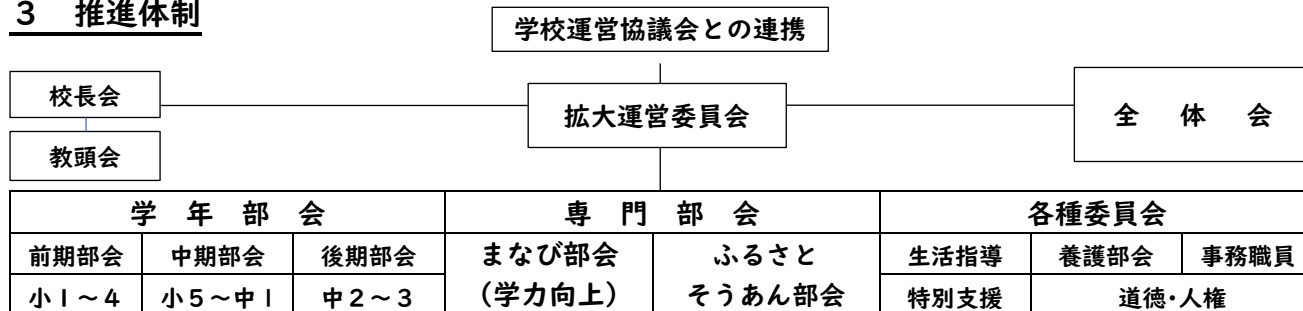 ３　推進体制
学校運営協議会との連携
校長会
拡大運営委員会
全　体　会
教頭会
学　年　部　会
専　門　部　会
各種委員会
前期部会
中期部会
後期部会
まなび部会
ふるさと
生活指導
養護部会
事務職員
小１～４
小５～中１
中２～３
（学力向上）
そうあん部会
特別支援
道徳・人権